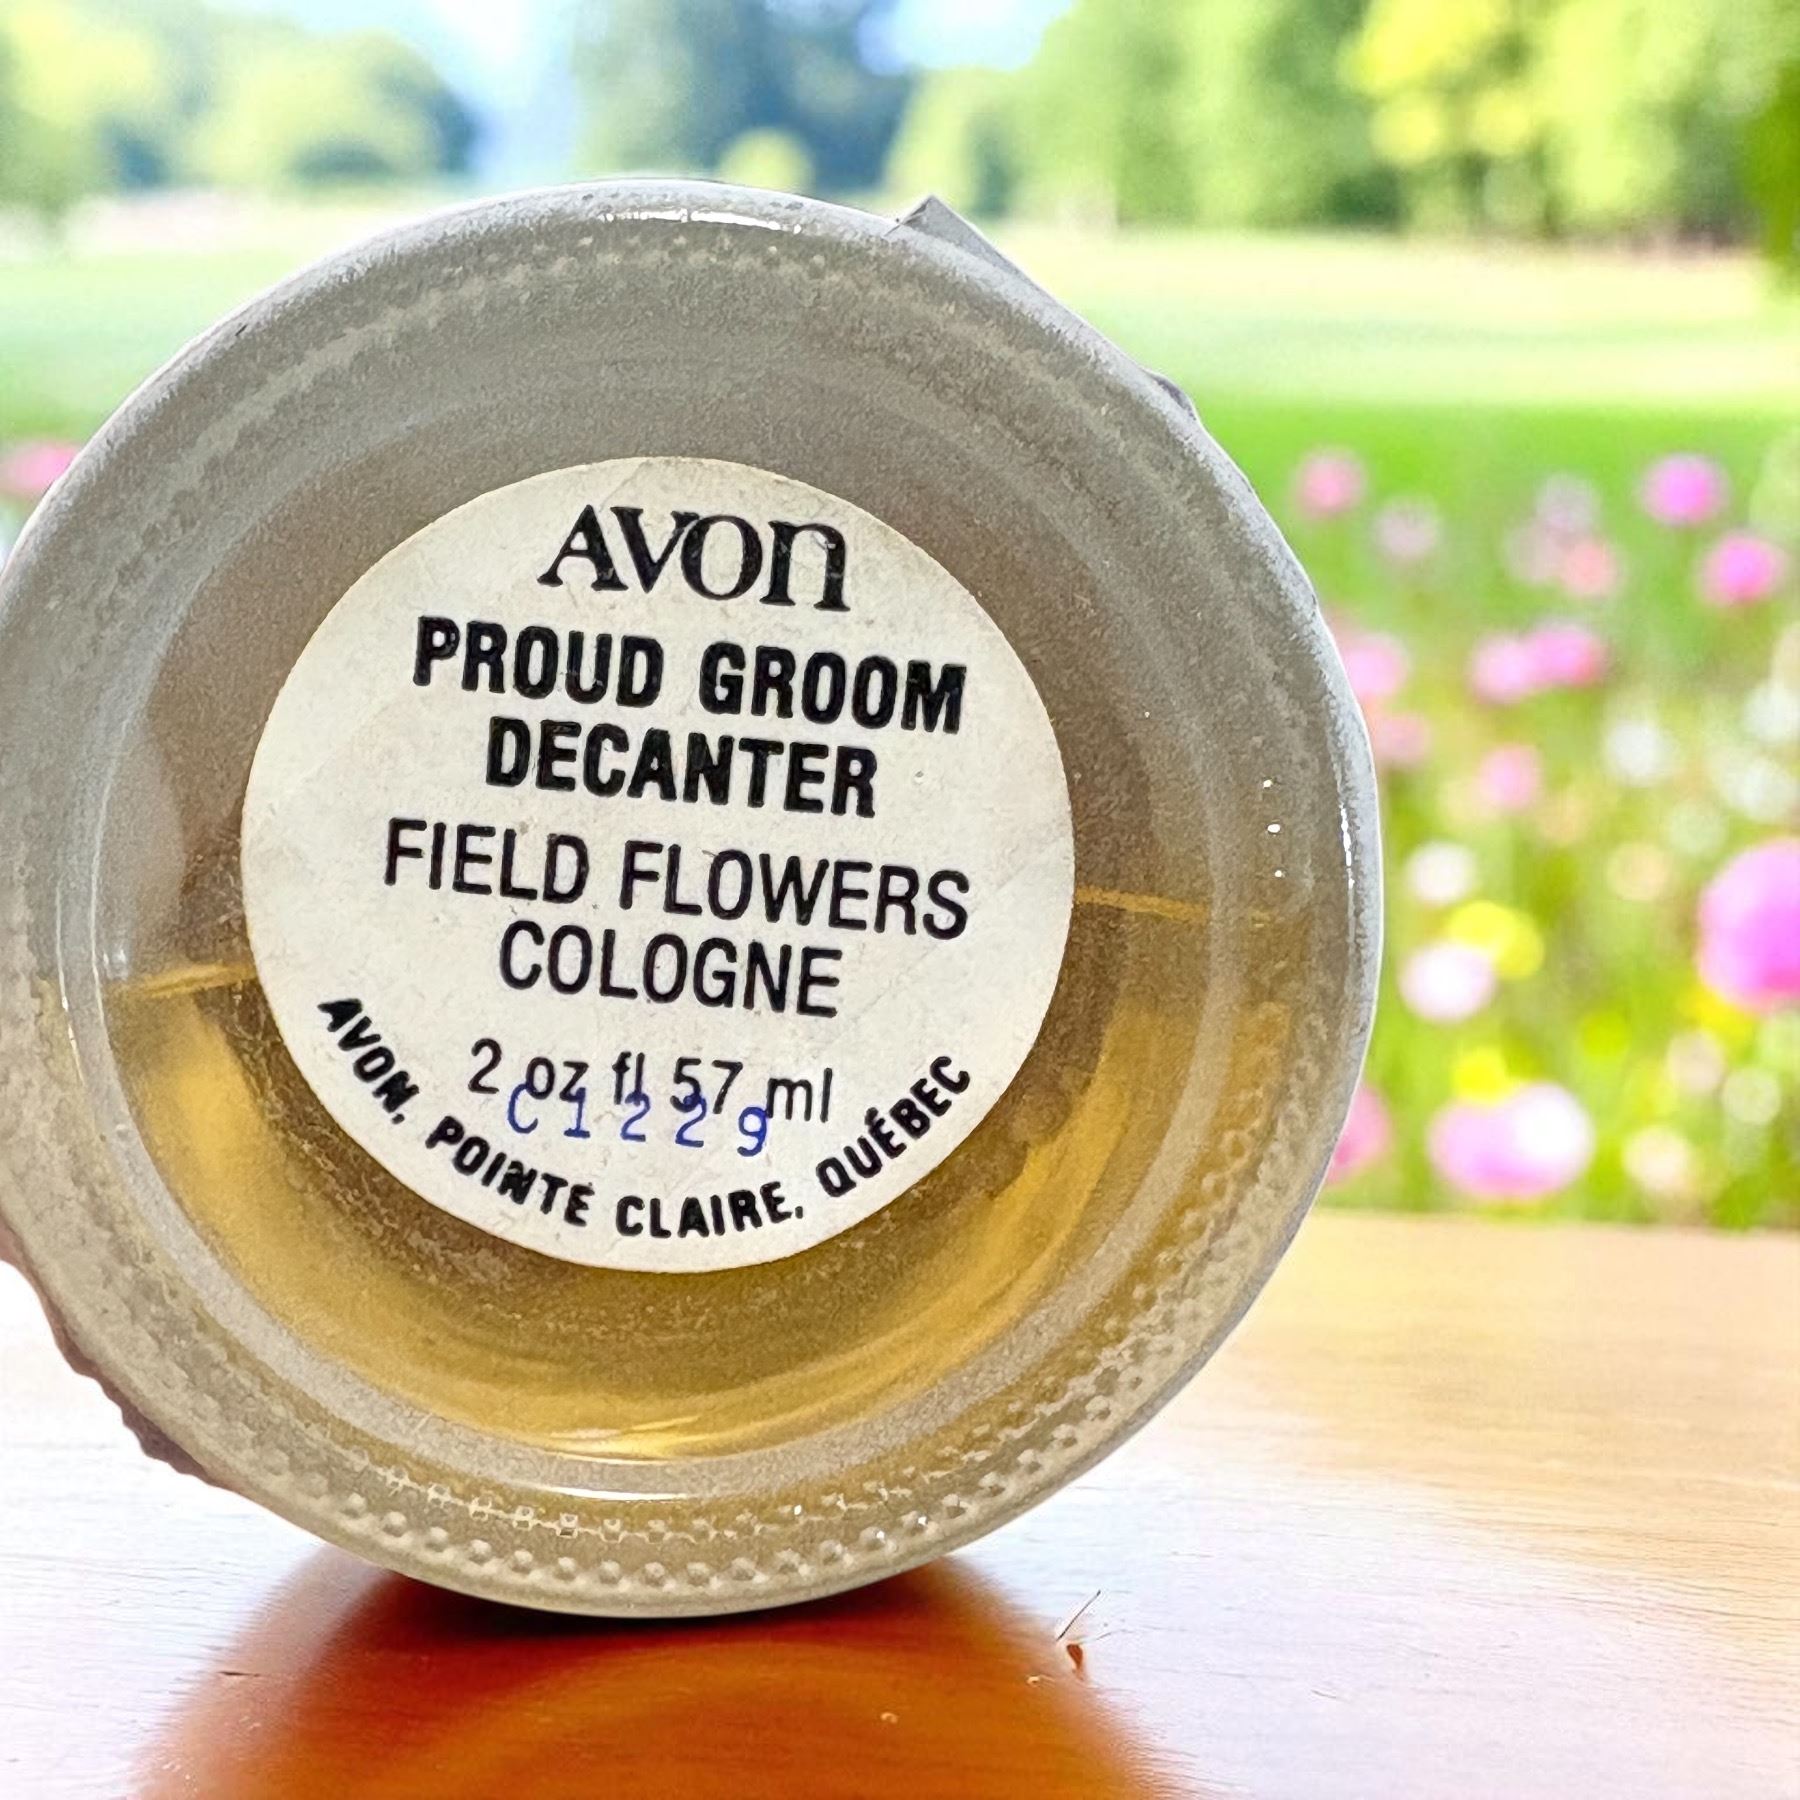 AVON
PROUD GROOM
DECANTER
FIELD FLOWERS
COLOGNE
2 oz fl 57 ml
C1229
AVON, POINTE CLAIRE, QUÉBEC